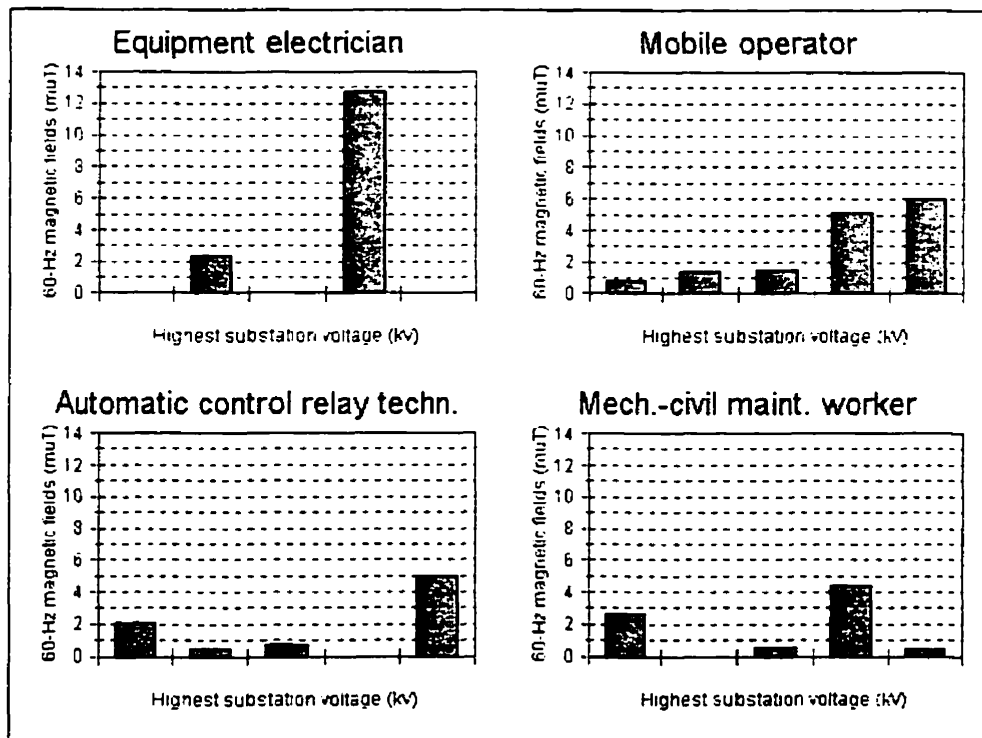 Equipment electrician
60-Hz magnetic fields (muT)
14
12
10
8
6
4
2
0
Highest substation voltage (kV)
Mobile operator
60-Hz magnetic fields (muT)
14
12
10
8
6
4
2
0
Highest substation voltage (kV)
Automatic control relay techn.
60-Hz magnetic fields (muT)
14
12
10
8
6
4
2
0
Highest substation voltage (kV)
Mech.-civil maint. worker
60-Hz magnetic fields (muT)
14
12
10
8
6
4
2
0
Highest substation voltage (kV)